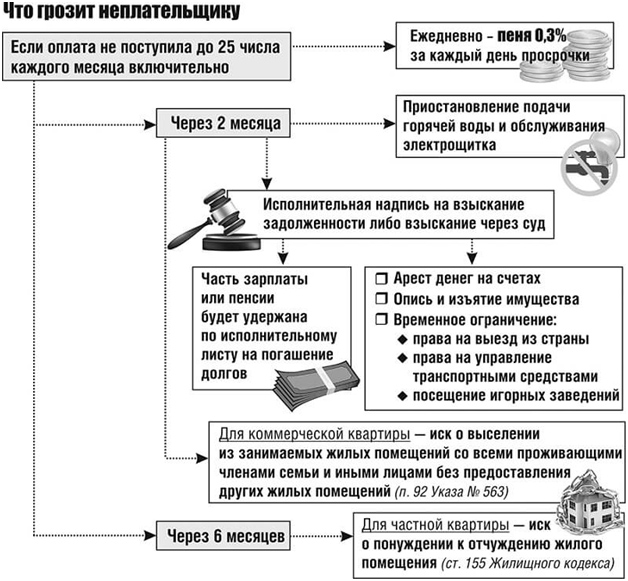 Что грозит неплательщику
Если оплата не поступила до 25 числа
каждого месяца включительно
Ежедневно – пеня 0,3%
за каждый день просрочки
Через 2 месяца
Приостановление подачи
горячей воды и обслуживания
электрощитка
Исполнительная надпись на взыскание
задолженности либо взыскание через суд
Часть зарплаты
или пенсии
будет удержана
по исполнительному
листу на погашение
долгов
Арест денег на счетах
Опись и изъятие имущества
Временное ограничение:
права на выезд из страны
права на управление
транспортными средствами
посещение игорных заведений
Для коммерческой квартиры — иск о выселении
из занимаемых жилых помещений со всеми проживающими
членами семьи и иными лицами без предоставления
других жилых помещений (п. 92 Указа № 563)
Через 6 месяцев
Для частной квартиры — иск
о понуждении к отчуждению жилого
помещения (ст. 155 Жилищного кодекса)